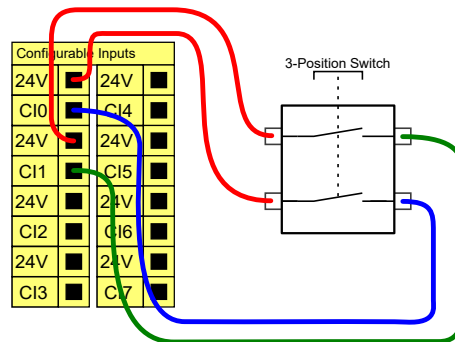 Configurable Inputs
3-Position Switch
24V 24V
CI0 CI4
24V 24V
CI1 CI5
24V 24V
CI2 CI6
24V 24V
CI3 CI7